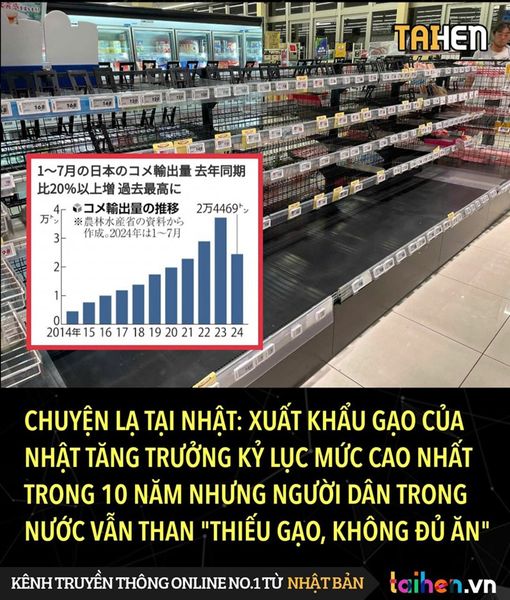 TAIHEN
1～7月の日本のコメ輸出量 去年同期
比20%以上増 過去最高に
4
万トン
コメ輸出量の推移
2万4469トン
※農林水産省の資料から
作成。2024年は1～7月
3
2
1
0
2014年 15 16 17 18 19 20 21 22 23 24
CHUYỆN LẠ TẠI NHẬT: XUẤT KHẨU GẠO CỦA
NHẬT TĂNG TRƯỞNG KỶ LỤC MỨC CAO NHẤT
TRONG 10 NĂM NHƯNG NGƯỜI DÂN TRONG
NƯỚC VẪN THAN "THIẾU GẠO, KHÔNG ĐỦ ĂN"
KÊNH TRUYỀN THÔNG ONLINE NO.1 TỪ NHẬT BẢN
taihen.vn